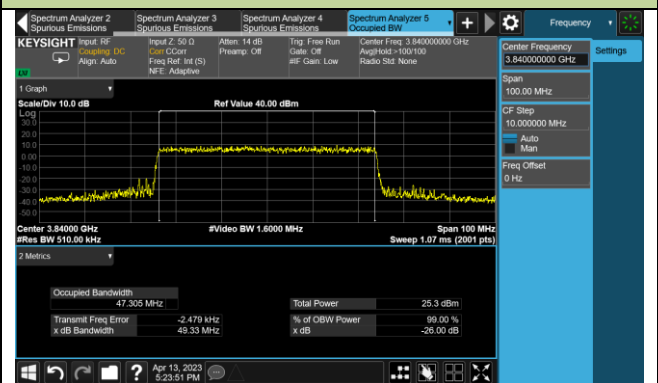 Spectrum Analyzer 2
Spurious Emissions
Spectrum Analyzer 3
Spurious Emissions
Spectrum Analyzer 4
Spurious Emissions
Spectrum Analyzer 5
Occupied BW
Frequency
KEYSIGHT
Input: RF
Coupling: DC
Align: Auto
Input Z: 50 Ω
Corr CCorr
Freq Ref: Int (S)
NFE: Adaptive
Atten: 14 dB
Preamp: Off
Trig: Free Run
Gate: Off
#IF Gain: Low
Center Freq: 3.840000000 GHz
Avg|Hold:>100/100
Radio Std: None
Center Frequency
3.840000000 GHz
Settings
Span
100.00 MHz
CF Step
10.000000 MHz
Auto
Man
Freq Offset
0 Hz
1 Graph
Scale/Div 10.0 dB
Ref Value 40.00 dBm
Log
30.0
20.0
10.0
0.00
-10.0
-20.0
-30.0
-40.0
-50.0
Center 3.84000 GHz
#Video BW 1.6000 MHz
Span 100 MHz
#Res BW 510.00 kHz
Sweep 1.07 ms (2001 pts)
2 Metrics
Occupied Bandwidth
47.305 MHz
Total Power
25.3 dBm
Transmit Freq Error
-2.479 kHz
% of OBW Power
99.00 %
x dB Bandwidth
49.33 MHz
x dB
-26.00 dB
Apr 13, 2023
5:23:51 PM